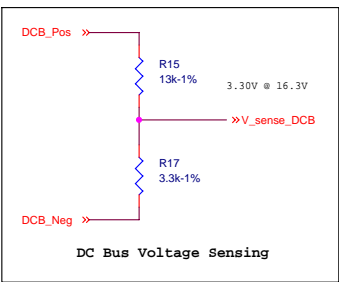 DCB_Pos
R15
13k-1%
3.30V @ 16.3V
V_sense_DCB
R17
3.3k-1%
DCB_Neg
DC Bus Voltage Sensing